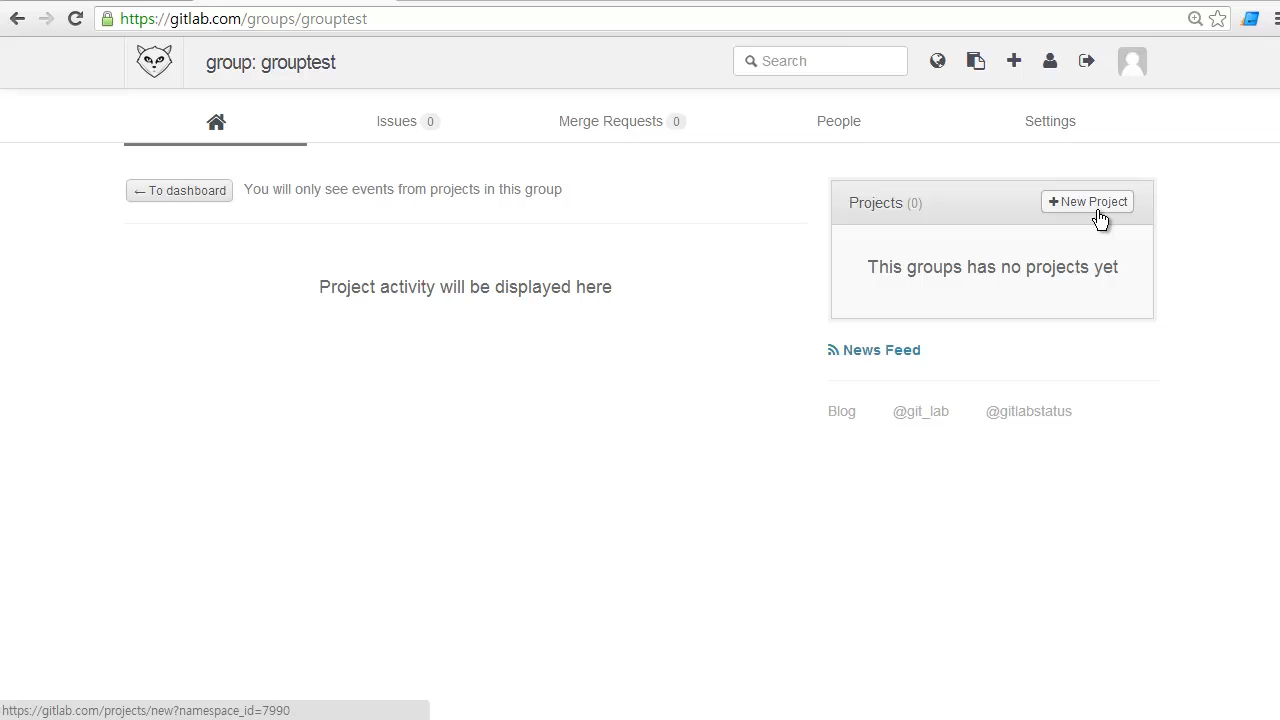 https://gitlab.com/groups/grouptest
group: grouptest
Search
Issues 0
Merge Requests 0
People
Settings
← To dashboard
You will only see events from projects in this group
Projects (0)
New Project
This groups has no projects yet
Project activity will be displayed here
News Feed
Blog
@git_lab
@gitlabstatus
https://gitlab.com/projects/new?namespace_id=7990